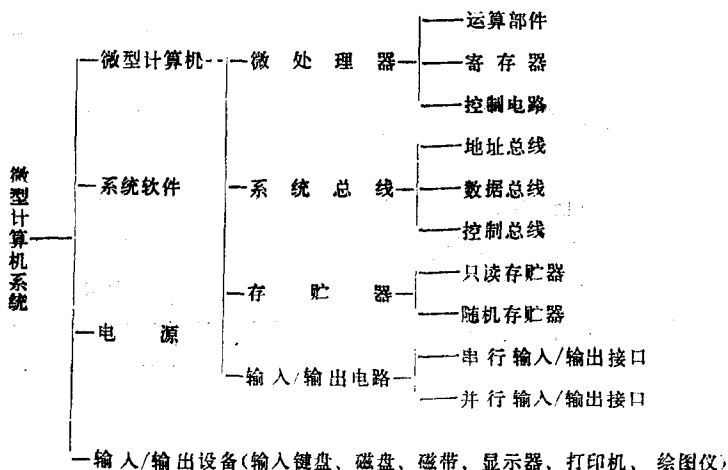 微型计算机系统
微型计算机
微处理器
运算部件
寄存器
控制电路
系统总线
地址总线
数据总线
控制总线
存贮器
只读存贮器
随机存贮器
输入/输出电路
串行输入/输出接口
并行输入/输出接口
系统软件
电源
输入/输出设备(输入键盘、磁盘、磁带、显示器、打印机、绘图仪)